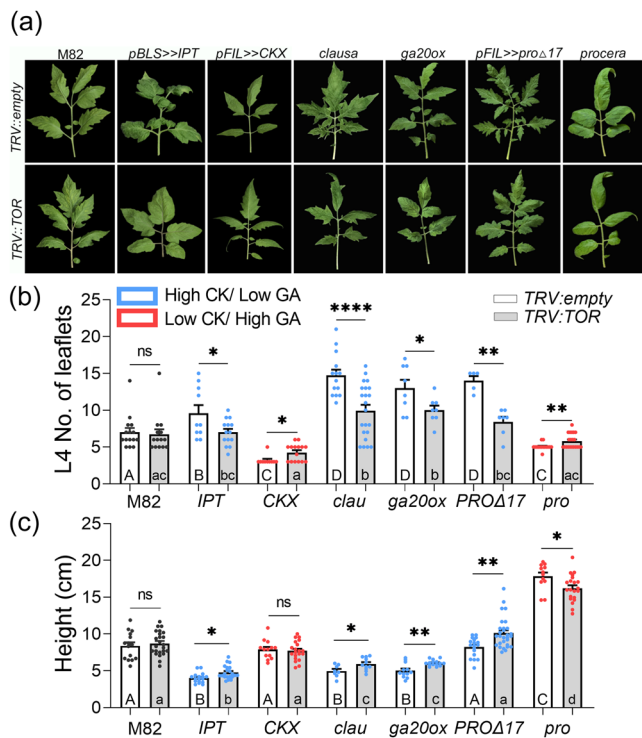 (a)
M82 pBLS>>IPT pFIL>>CKX clausa ga20ox pFIL>>pro△17 procera
TRV::empty
TRV::TOR
(b)
High CK/ Low GA
Low CK/ High GA
TRV:empty
TRV:TOR
L4 No. of leaflets
25
20
15
10
5
0
ns * * **** * ** **
A ac B bc C a D b D b D bc C ac
M82 IPT CKX clau ga20ox PROΔ17 pro
(c)
Height (cm)
25
20
15
10
5
0
ns * ns * ** ** *
A a B b A a B c B c A a C d
M82 IPT CKX clau ga20ox PROΔ17 pro